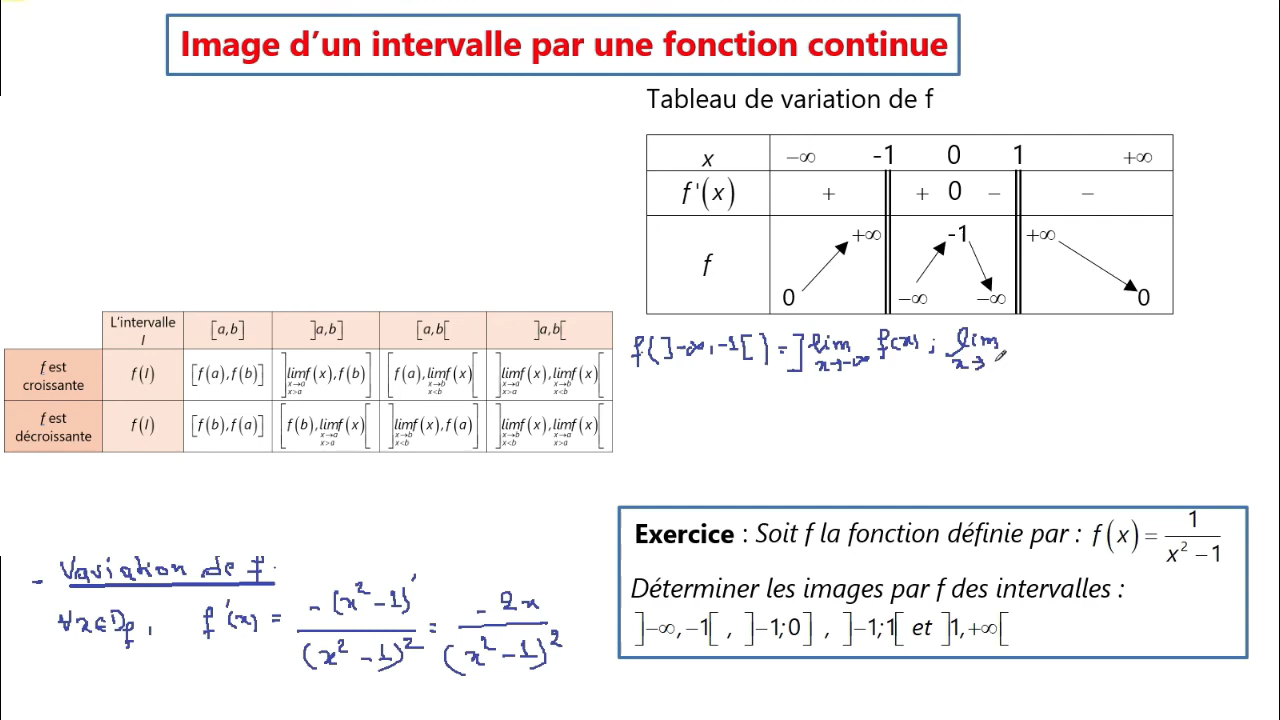 Image d'un intervalle par une fonction continue
Tableau de variation de f
x −∞ -1 0 1 +∞
f'(x) + + 0 − −
f 0 +∞ −∞ -1 −∞ +∞ 0
f(]-∞,-1[) = ] lim x→-∞ f(x) ; lim x→
L'intervalle I [a,b] ]a,b] [a,b[ ]a,b[
f est croissante f(I) [f(a),f(b)] ]lim x→a x>a f(x),f(b)] [f(a),lim x→b x<b f(x)[ ]lim x→a x>a f(x),lim x→b x<b f(x)[
f est décroissante f(I) [f(b),f(a)] [f(b),lim x→a x>a f(x)[ ]lim x→b x<b f(x),f(a)] ]lim x→b x<b f(x),lim x→a x>a f(x)[
Exercice : Soit f la fonction définie par : f(x) = 1/(x² − 1)
Déterminer les images par f des intervalles :
]−∞,−1[ , ]−1;0] , ]−1;1[ et ]1,+∞[
- Variation de f.
∀x∈Df, f'(x) = -(x²-1)'/(x²-1)² = -2x/(x²-1)²